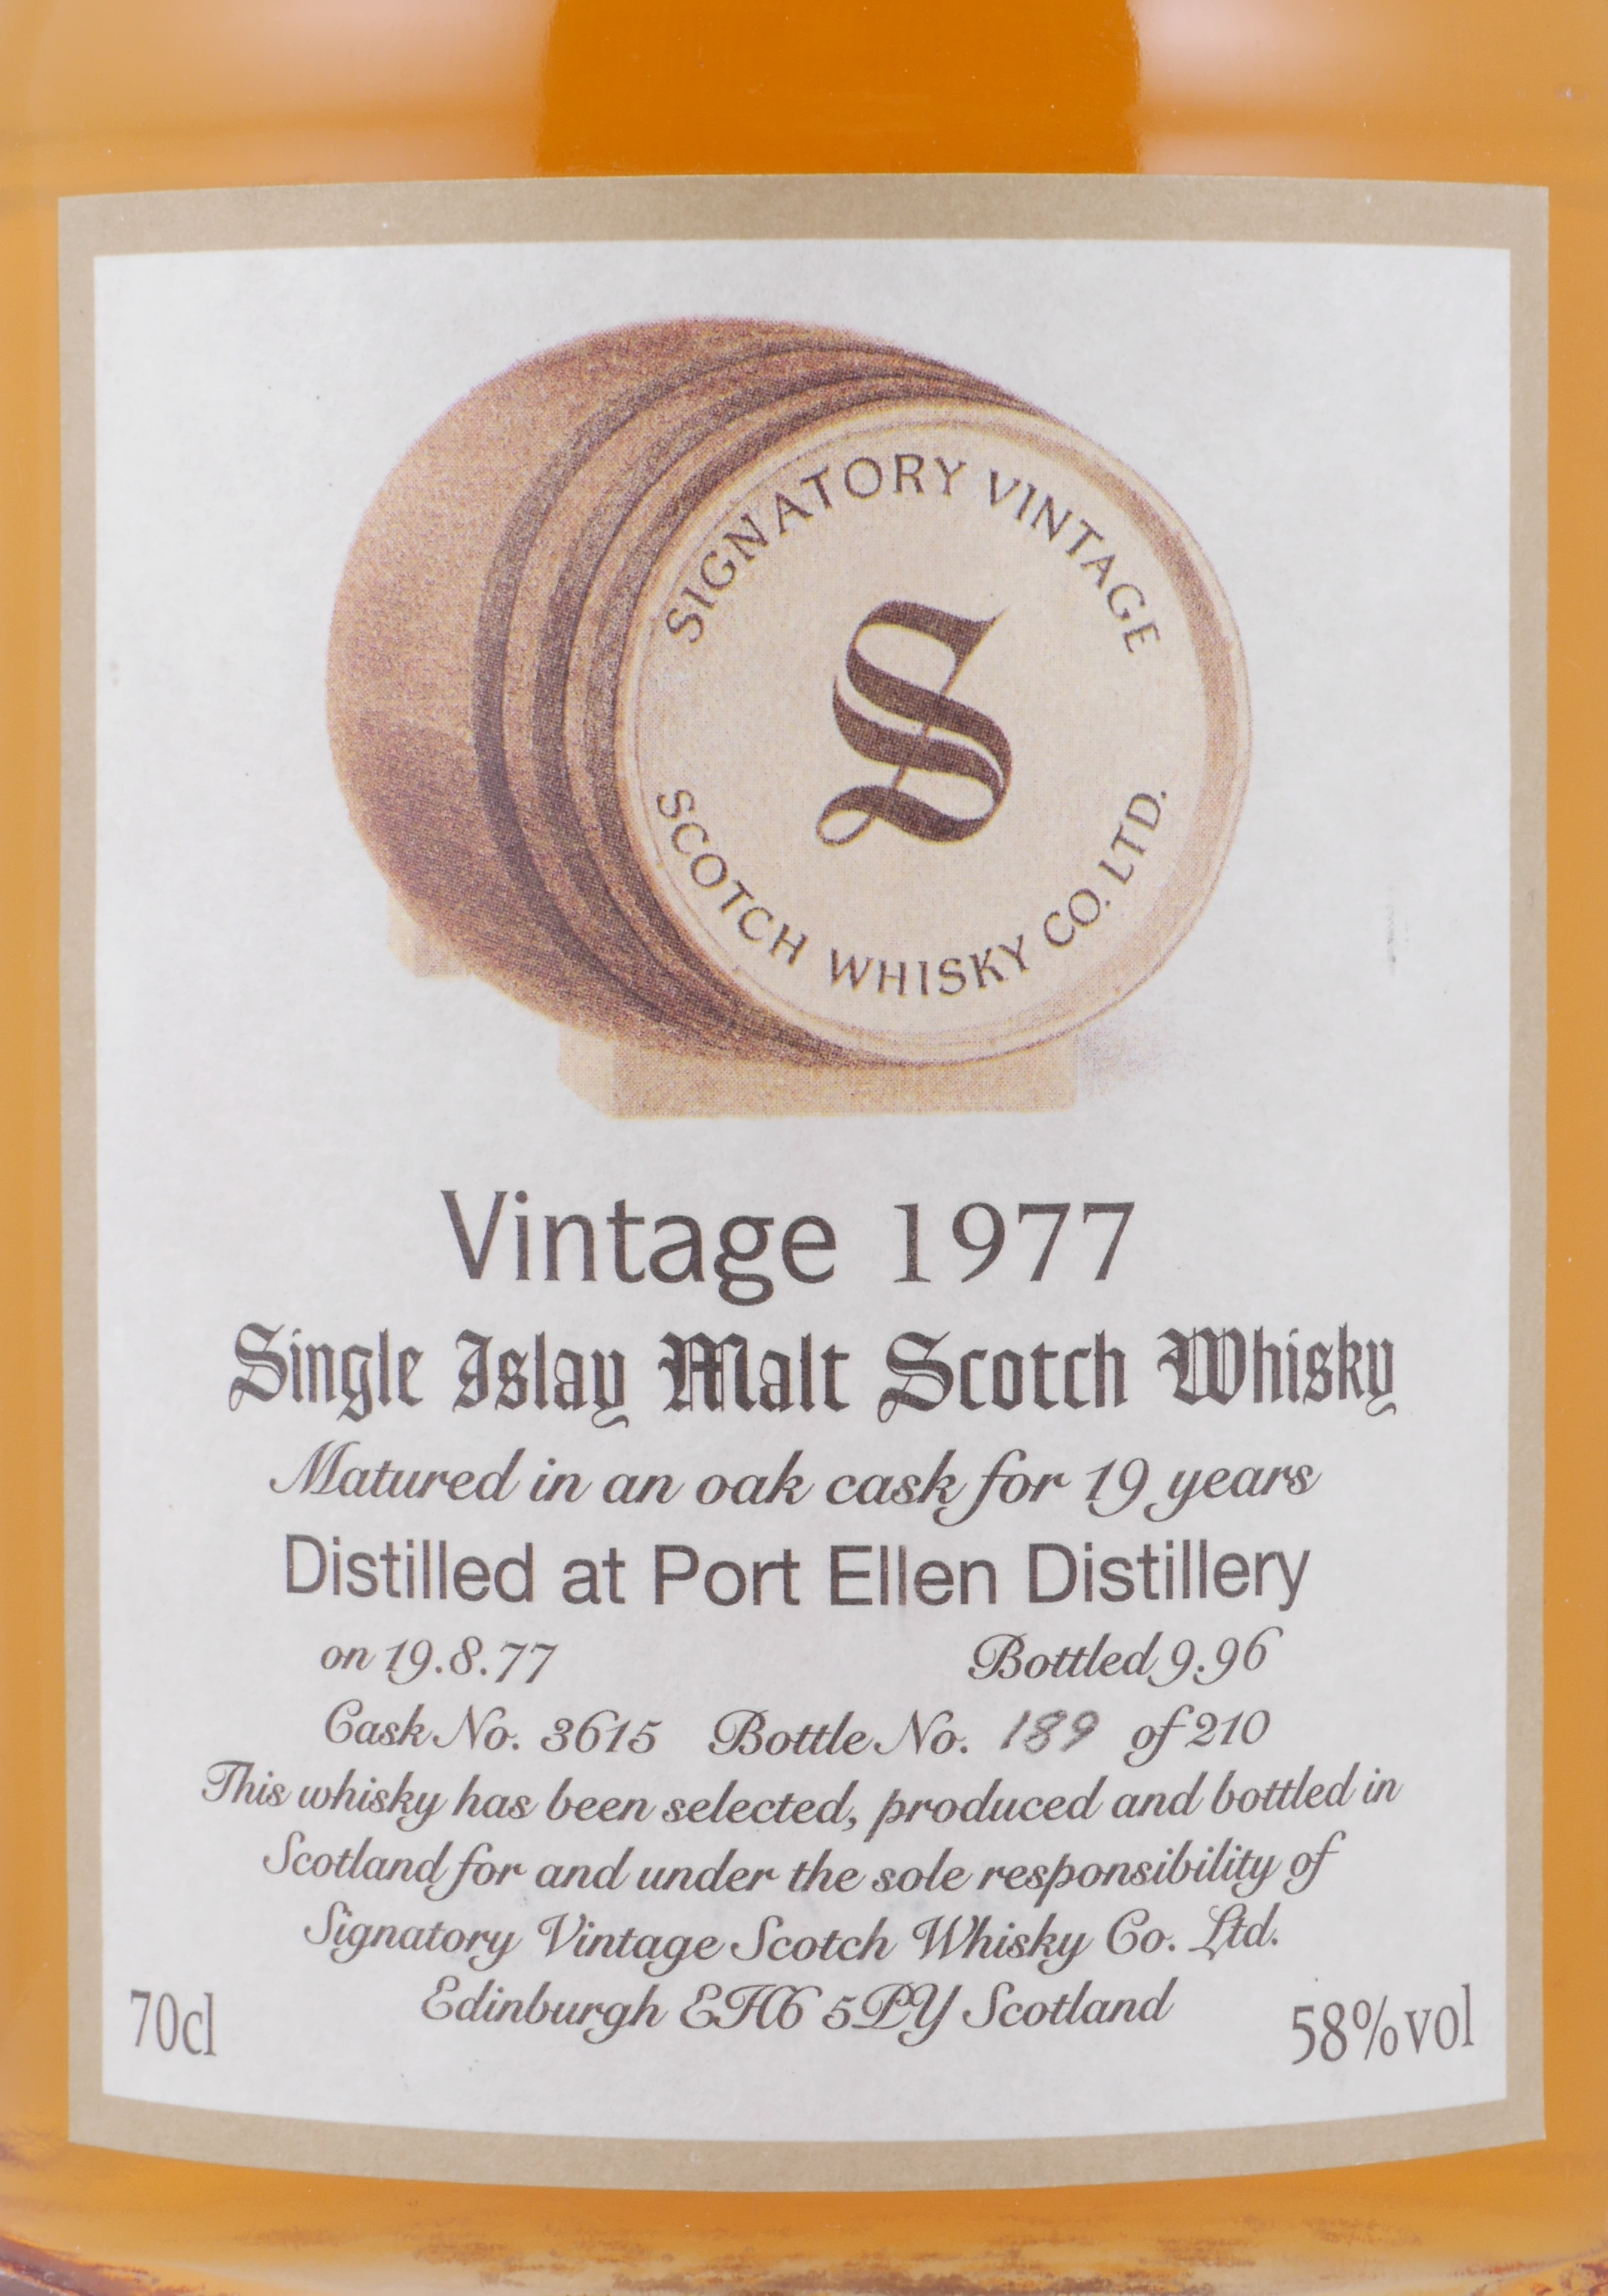 SIGNATORY VINTAGE
S
SCOTCH WHISKY CO. LTD.
Vintage 1977
Single Islay Malt Scotch Whisky
Matured in an oak cask for 19 years
Distilled at Port Ellen Distillery
on 19.8.77 Bottled 9.96
Cask No. 3615 Bottle No. 189 of 210
This whisky has been selected, produced and bottled in
Scotland for and under the sole responsibility of
Signatory Vintage Scotch Whisky Co. Ltd.
Edinburgh EH6 5PY Scotland
70cl 58%vol